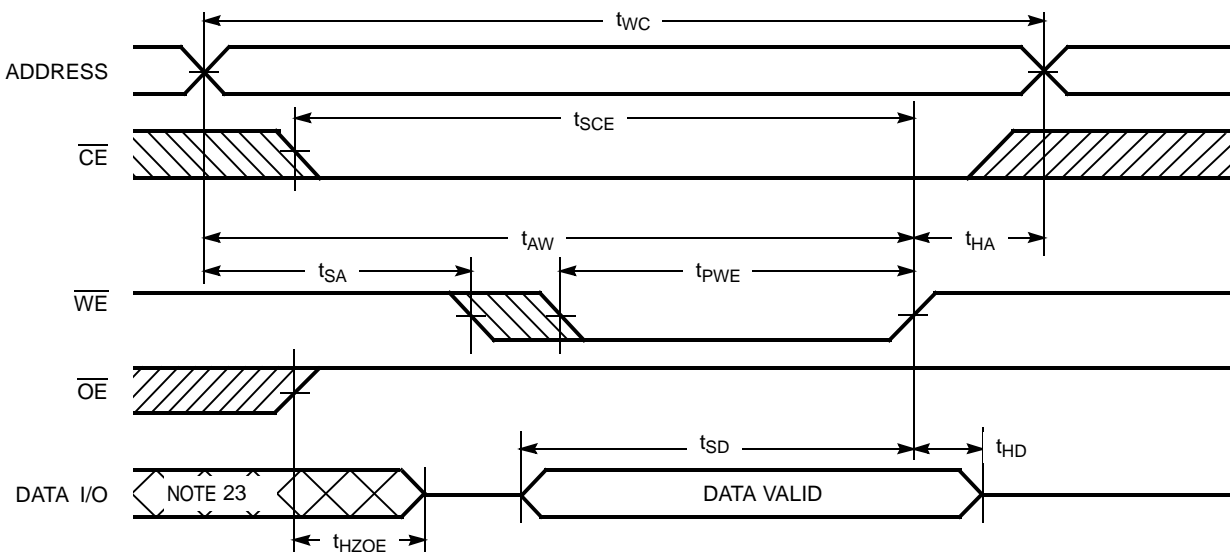 tWC
ADDRESS
tSCE
CE
tAW
tHA
tSA
tPWE
WE
OE
tSD
tHD
DATA I/O
NOTE 23
DATA VALID
tHZOE